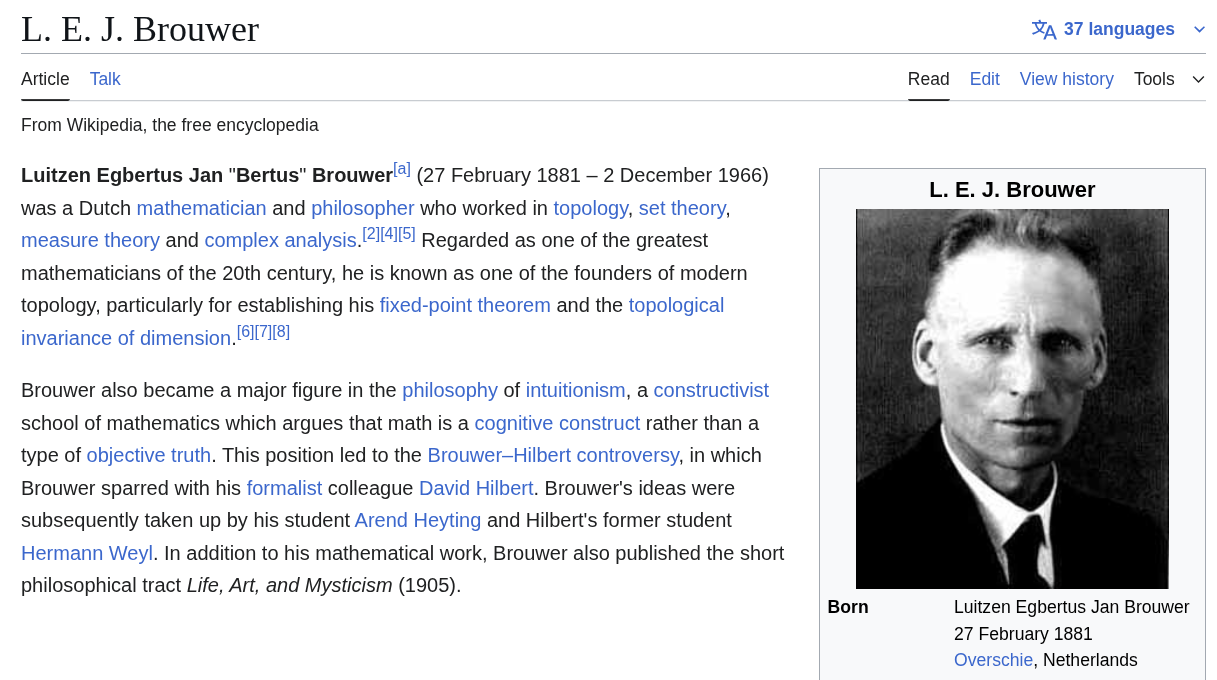 L. E. J. Brouwer
37 languages
Article Talk Read Edit View history Tools
From Wikipedia, the free encyclopedia
Luitzen Egbertus Jan "Bertus" Brouwer[a] (27 February 1881 – 2 December 1966)
was a Dutch mathematician and philosopher who worked in topology, set theory,
measure theory and complex analysis.[2][4][5] Regarded as one of the greatest
mathematicians of the 20th century, he is known as one of the founders of modern
topology, particularly for establishing his fixed-point theorem and the topological
invariance of dimension.[6][7][8]
Brouwer also became a major figure in the philosophy of intuitionism, a constructivist
school of mathematics which argues that math is a cognitive construct rather than a
type of objective truth. This position led to the Brouwer–Hilbert controversy, in which
Brouwer sparred with his formalist colleague David Hilbert. Brouwer's ideas were
subsequently taken up by his student Arend Heyting and Hilbert's former student
Hermann Weyl. In addition to his mathematical work, Brouwer also published the short
philosophical tract Life, Art, and Mysticism (1905).
L. E. J. Brouwer
Born Luitzen Egbertus Jan Brouwer
27 February 1881
Overschie, Netherlands